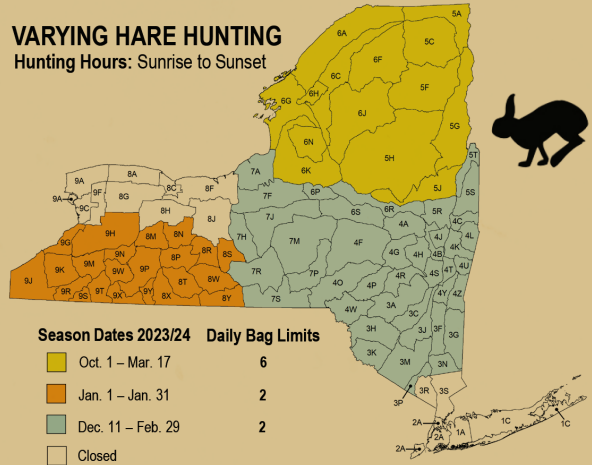 VARYING HARE HUNTING
Hunting Hours: Sunrise to Sunset
5A
6A
5C
6F
6C
5F
6H
6G
6J
5G
6N
5H
5T
6K
5J
7A
5S
7F
6P
6S
6R
5R
9A
8A
8C
8F
9F
9A
8G
9C
8H
8J
7J
4A
4C
9G
9H
8M
8N
7H
7M
4F
4J
4L
8R
8S
4G
4H
4B
4K
9N
8P
9K
9M
9W
9P
7R
7P
4R
4S
4T
4U
9J
8T
8W
4O
9R
9S
9T
9X
9Y
8X
8Y
7S
4P
3A
4Y
4Z
4W
3C
3H
3J
3F
3G
3K
3M
3N
3P
3R
3S
2A
2A
2A
1A
1C
1C
Season Dates 2023/24 Daily Bag Limits
Oct. 1 – Mar. 17 6
Jan. 1 – Jan. 31 2
Dec. 11 – Feb. 29 2
Closed